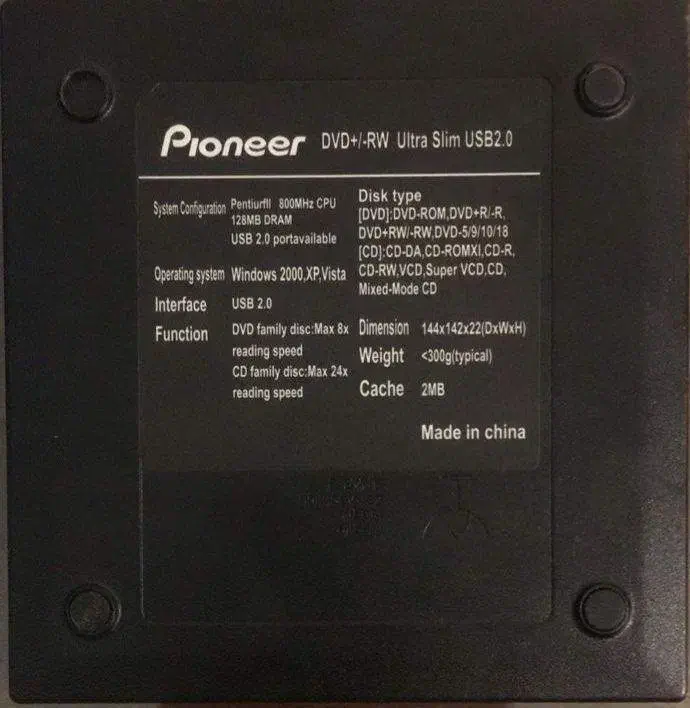 Pioneer DVD+/-RW Ultra Slim USB2.0
System Configuration PentiurfII 800MHz CPU
128MB DRAM
USB 2.0 portavailable
Operating system Windows 2000,XP,Vista
Interface USB 2.0
Function DVD family disc:Max 8x
reading speed
CD family disc:Max 24x
reading speed
Disk type
[DVD]:DVD-ROM,DVD+R/-R,
DVD+RW/-RW,DVD-5/9/10/18
[CD]:CD-DA,CD-ROMXI,CD-R,
CD-RW,VCD,Super VCD,CD,
Mixed-Mode CD
Dimension 144x142x22(DxWxH)
Weight <300g(typical)
Cache 2MB
Made in china